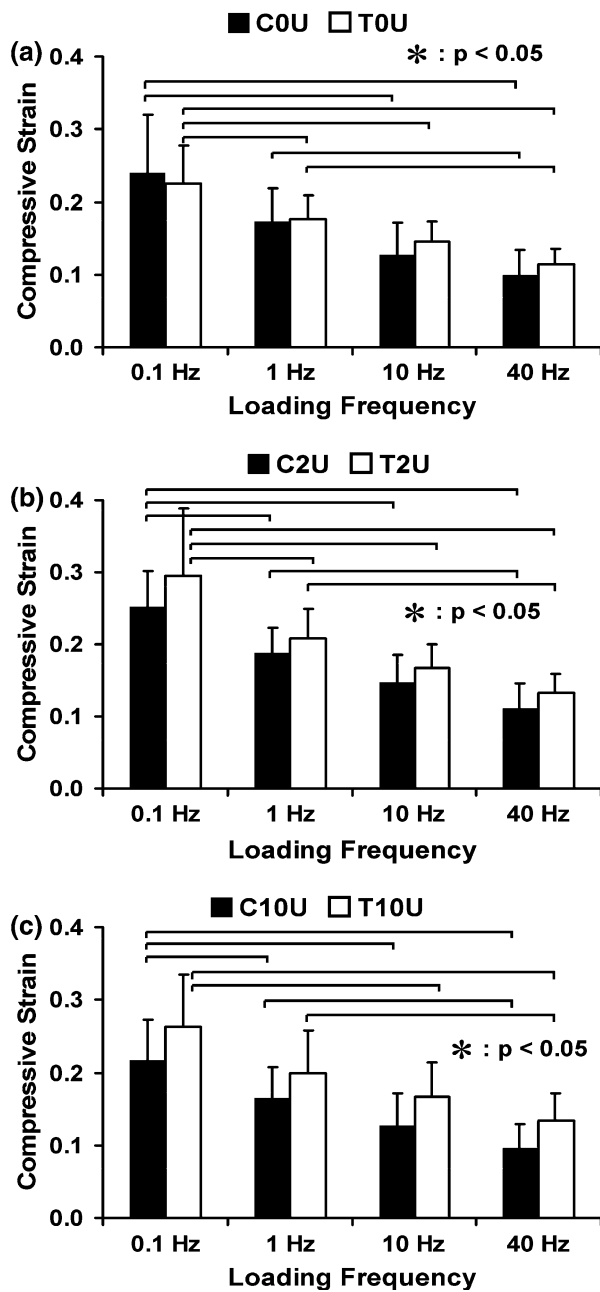 C0U T0U
(a)
* : p < 0.05
0.4
0.3
0.2
0.1
0.0
Compressive Strain
0.1 Hz 1 Hz 10 Hz 40 Hz
Loading Frequency
C2U T2U
(b)
0.4
0.3
0.2
0.1
0.0
Compressive Strain
* : p < 0.05
0.1 Hz 1 Hz 10 Hz 40 Hz
Loading Frequency
C10U T10U
(c)
0.4
0.3
0.2
0.1
0.0
Compressive Strain
* : p < 0.05
0.1 Hz 1 Hz 10 Hz 40 Hz
Loading Frequency